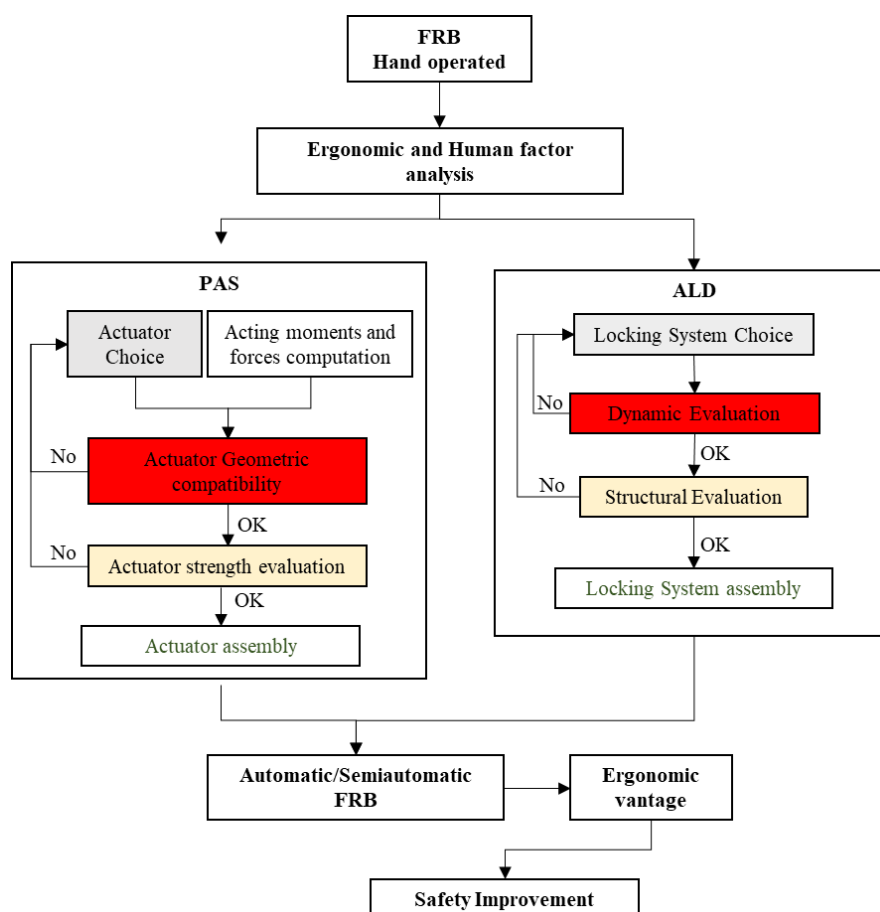 FRB
Hand operated
Ergonomic and Human factor
analysis
PAS
Actuator
Choice
Acting moments and
forces computation
No
Actuator Geometric
compatibility
OK
No
Actuator strength evaluation
OK
Actuator assembly
ALD
Locking System Choice
No
Dynamic Evaluation
OK
No
Structural Evaluation
OK
Locking System assembly
Automatic/Semiautomatic
FRB
Ergonomic
vantage
Safety Improvement